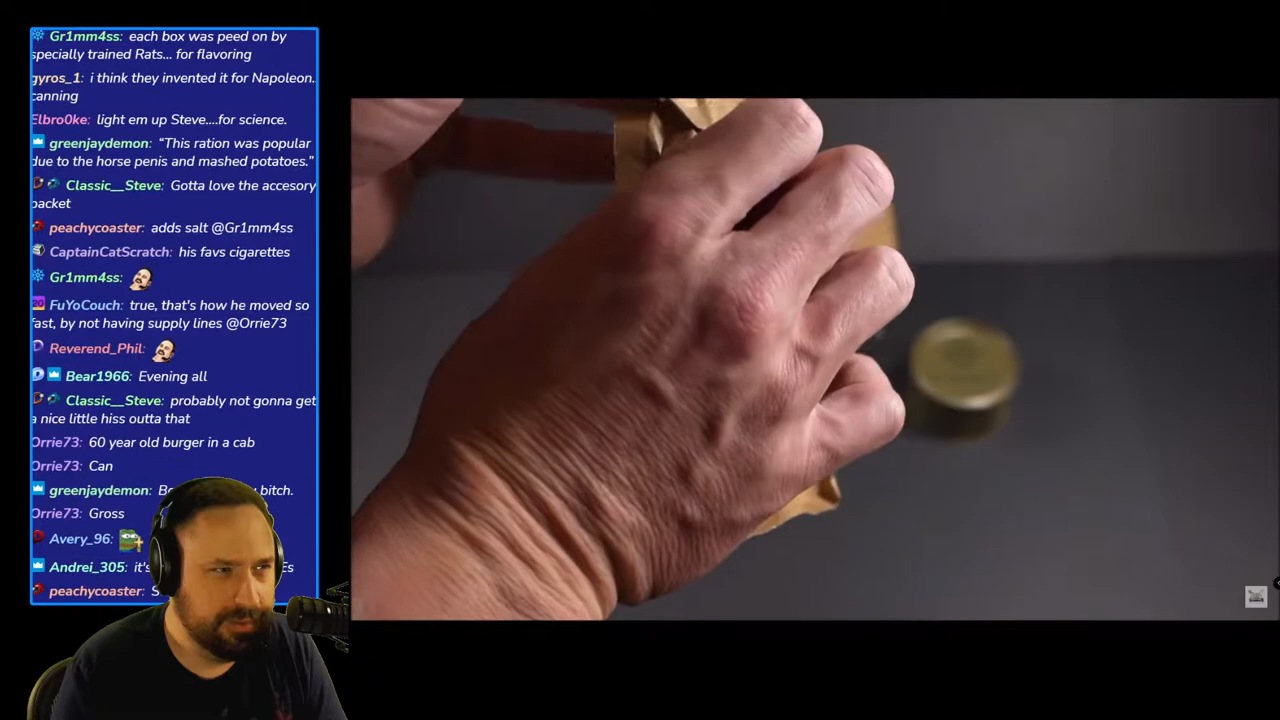 Gr1mm4ss: each box was peed on by
specially trained Rats... for flavoring
gyros_1: i think they invented it for Napoleon.
canning
Elbro0ke: light em up Steve....for science.
greenjaydemon: “This ration was popular
due to the horse penis and mashed potatoes.”
Classic__Steve: Gotta love the accesory
packet
peachycoaster: adds salt @Gr1mm4ss
CaptainCatScratch: his favs cigarettes
Gr1mm4ss:
FuYoCouch: true, that's how he moved so
fast, by not having supply lines @Orrie73
Reverend_Phil:
Bear1966: Evening all
Classic__Steve: probably not gonna get
a nice little hiss outta that
Orrie73: 60 year old burger in a cab
Orrie73: Can
greenjaydemon: bitch.
Orrie73: Gross
Avery_96:
Andrei_305: it's
peachycoaster: